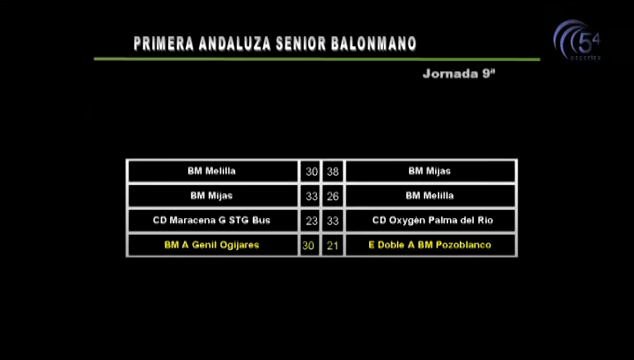 PRIMERA ANDALUZA SENIOR BALONMANO
54
Jornada 9ª
BM Melilla 30 38 BM Mijas
BM Mijas 33 26 BM Melilla
CD Maracena G STG Bus 23 33 CD Oxygèn Palma del Rio
BM A Genil Ogijares 30 21 E Doble A BM Pozoblanco